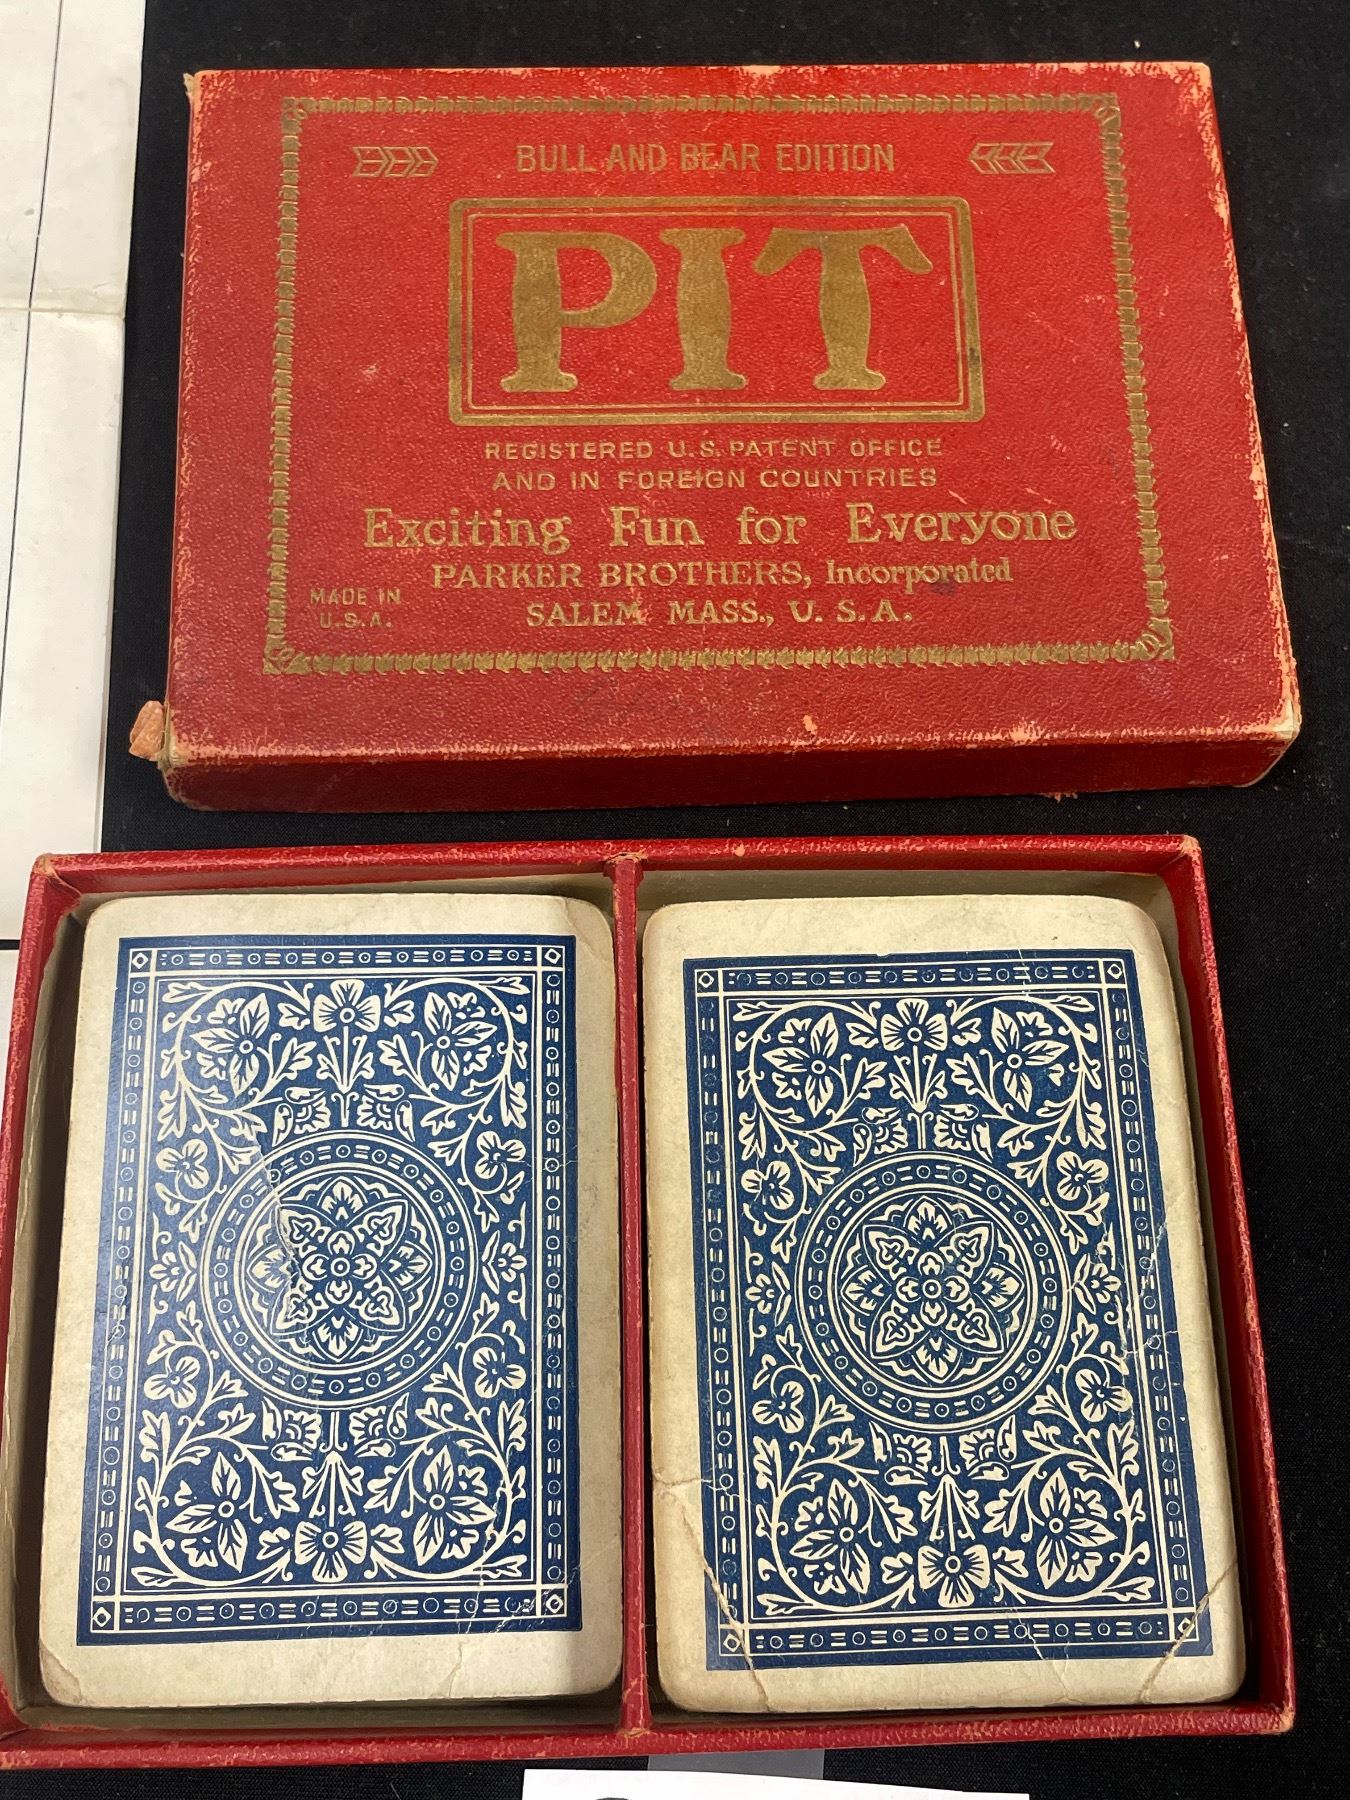 BULL AND BEAR EDITION
PIT
REGISTERED U.S. PATENT OFFICE
AND IN FOREIGN COUNTRIES
Exciting Fun for Everyone
PARKER BROTHERS, Incorporated
SALEM, MASS., U. S. A.
MADE IN
U.S.A.